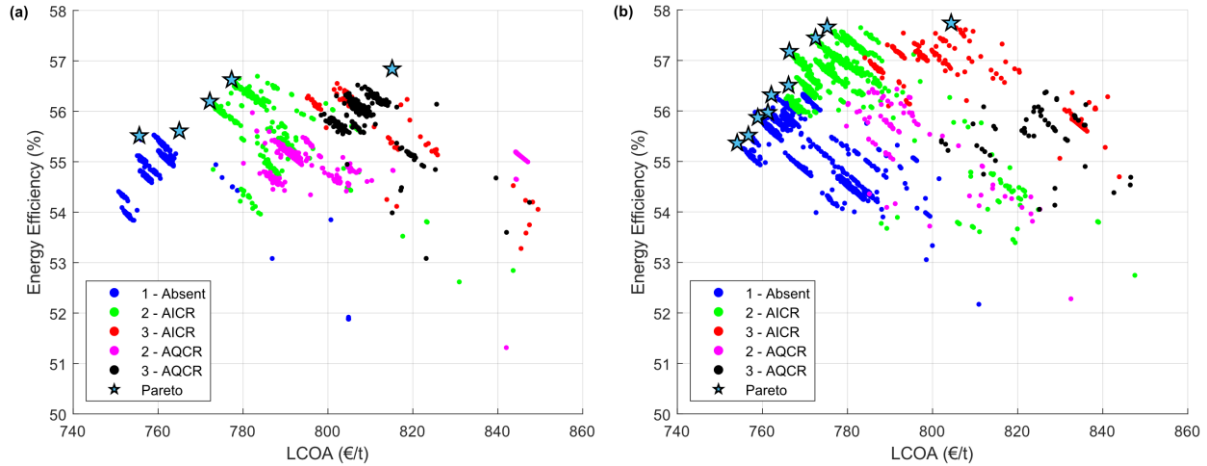 (a)
58
57
56
55
54
53
52
51
50
Energy Efficiency (%)
1 - Absent
2 - AICR
3 - AICR
2 - AQCR
3 - AQCR
Pareto
740
760
780
800
820
840
860
LCOA (€/t)
(b)
58
57
56
55
54
53
52
51
50
Energy Efficiency (%)
1 - Absent
2 - AICR
3 - AICR
2 - AQCR
3 - AQCR
Pareto
740
760
780
800
820
840
860
LCOA (€/t)